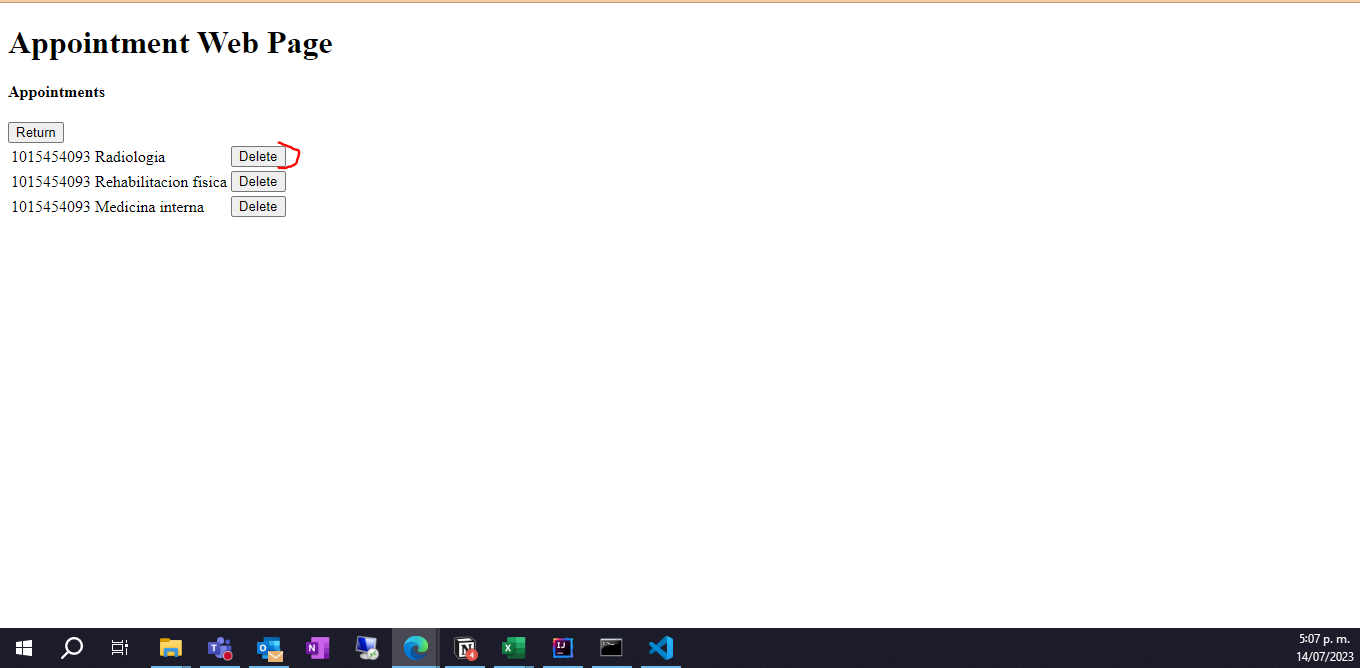 Appointment Web Page
Appointments
Return
1015454093 Radiologia Delete
1015454093 Rehabilitacion fisica Delete
1015454093 Medicina interna Delete
5:07 p. m.
14/07/2023